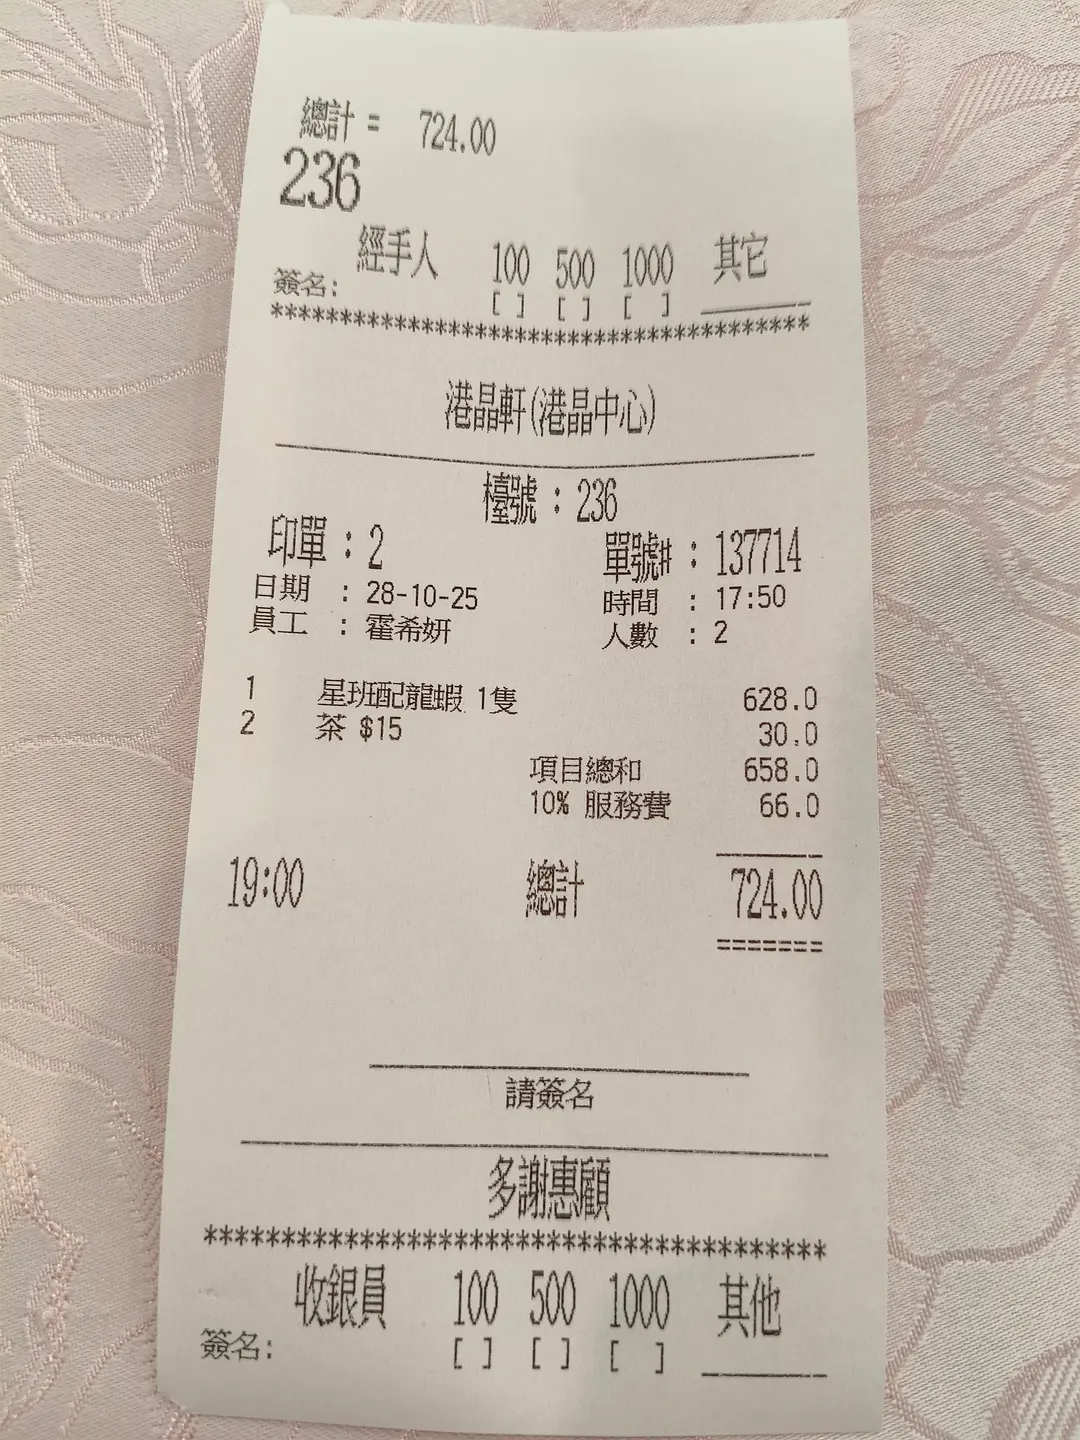 總計 = 724.00
236
經手人 100 500 1000 其它
簽名: [ ] [ ] [ ] ______
****************************************
港晶軒(港晶中心)
檯號 : 236
印單 : 2 單號# : 137714
日期 : 28-10-25 時間 : 17:50
員工 : 霍希妍 人數 : 2
1 星班配龍蝦 1隻 628.0
2 茶 $15 30.0
項目總和 658.0
10% 服務費 66.0
19:00 總計 724.00
=======
請簽名
多謝惠顧
****************************************
收銀員 100 500 1000 其他
簽名: [ ] [ ] [ ] ______